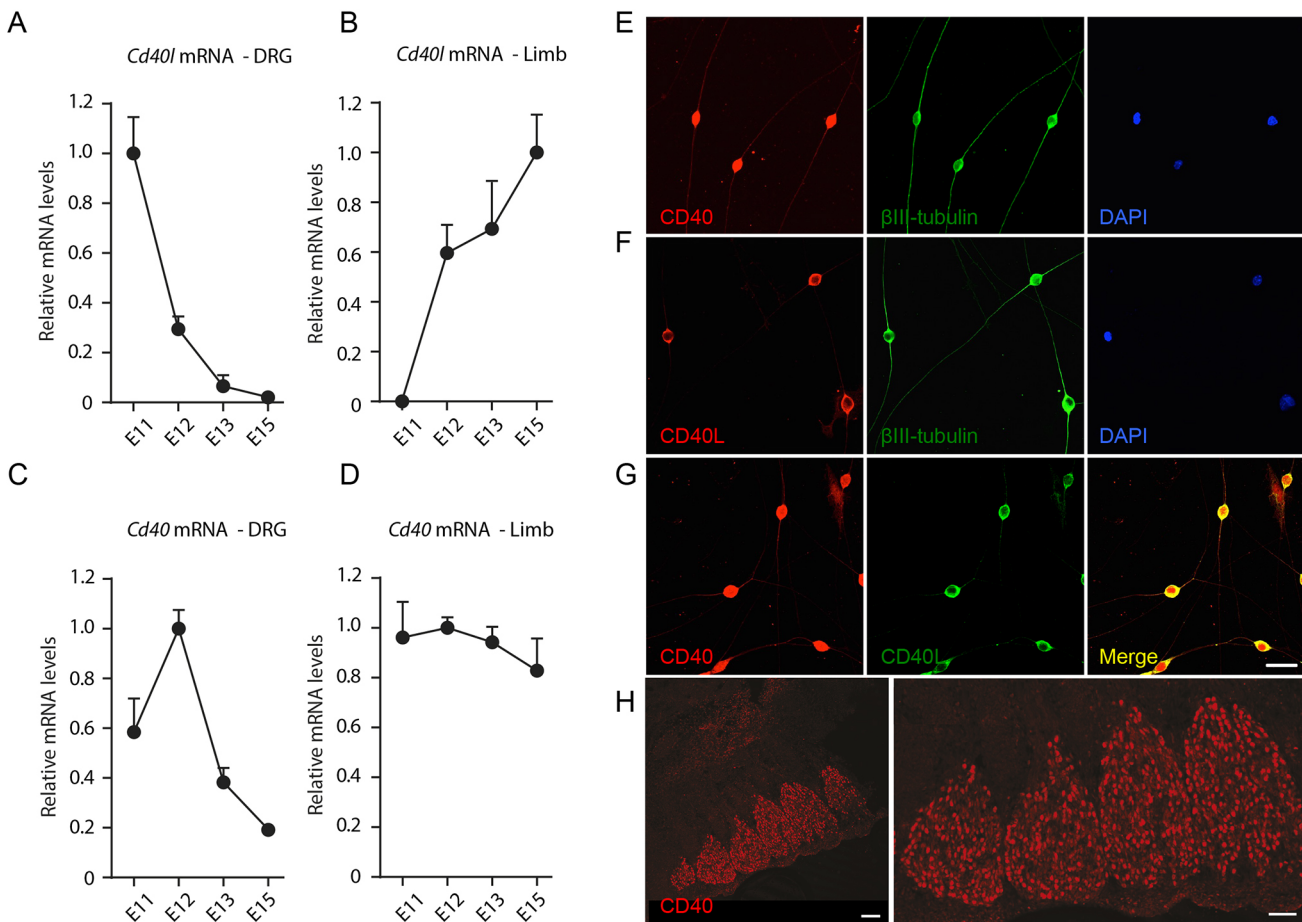 A
Cd40l mRNA - DRG
Relative mRNA levels
1.2
1.0
0.8
0.6
0.4
0.2
0
E11
E12
E13
E15
B
Cd40l mRNA - Limb
Relative mRNA levels
1.2
1.0
0.8
0.6
0.4
0.2
0
E11
E12
E13
E15
C
Cd40 mRNA - DRG
Relative mRNA levels
1.2
1.0
0.8
0.6
0.4
0.2
0
E11
E12
E13
E15
D
Cd40 mRNA - Limb
Relative mRNA levels
1.2
1.0
0.8
0.6
0.4
0.2
0
E11
E12
E13
E15
E
CD40
βIII-tubulin
DAPI
F
CD40L
βIII-tubulin
DAPI
G
CD40
CD40L
Merge
H
CD40